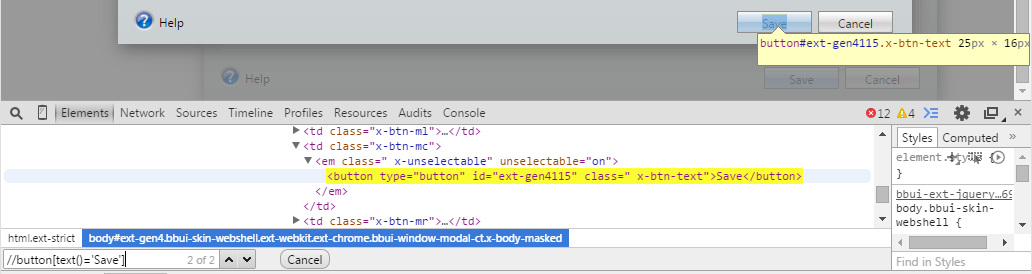 Help Save Cancel
button#ext-gen4115.x-btn-text 25px × 16px
Help Save Cancel
Elements Network Sources Timeline Profiles Resources Audits Console 12 4
<td class="x-btn-ml">…</td>
<td class="x-btn-mc">
<em class=" x-unselectable" unselectable="on">
<button type="button" id="ext-gen4115" class=" x-btn-text">Save</button>
</em>
</td>
<td class="x-btn-mr">…</td>
Styles Computed »
element.style {
}
bbui-ext-jquery…69
body.bbui-skin-
webshell {
html.ext-strict body#ext-gen4.bbui-skin-webshell.ext-webkit.ext-chrome.bbui-window-modal-ct.x-body-masked
//button[text()='Save'] 2 of 2 Cancel
Find in Styles